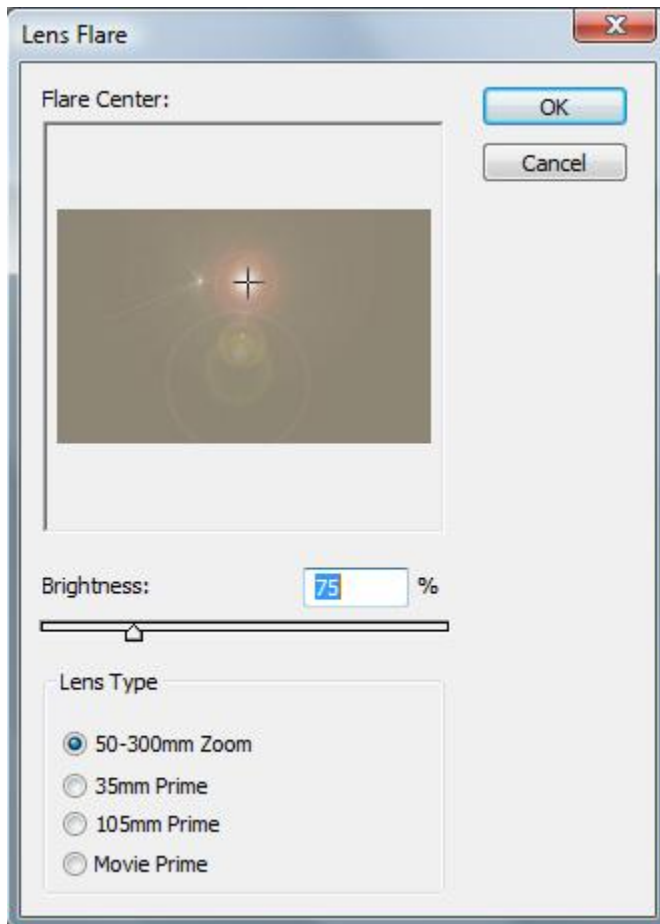 Lens Flare
Flare Center:
OK
Cancel
Brightness: 75 %
Lens Type
50-300mm Zoom
35mm Prime
105mm Prime
Movie Prime